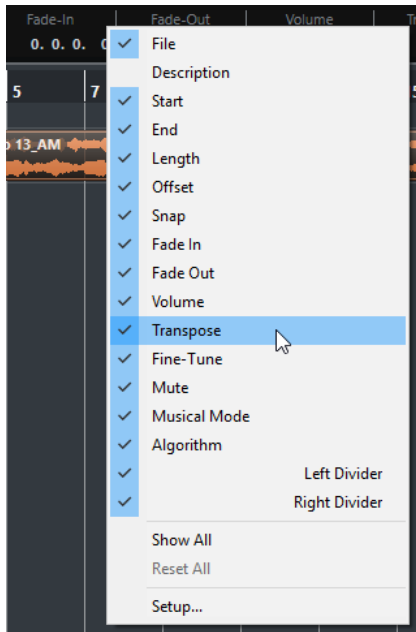 Fade-In Fade-Out Volume
0. 0. 0.
File
Description
5 7 Start
End
Length
13_AM Offset
Snap
Fade In
Fade Out
Volume
Transpose
Fine-Tune
Mute
Musical Mode
Algorithm
Left Divider
Right Divider
Show All
Reset All
Setup...